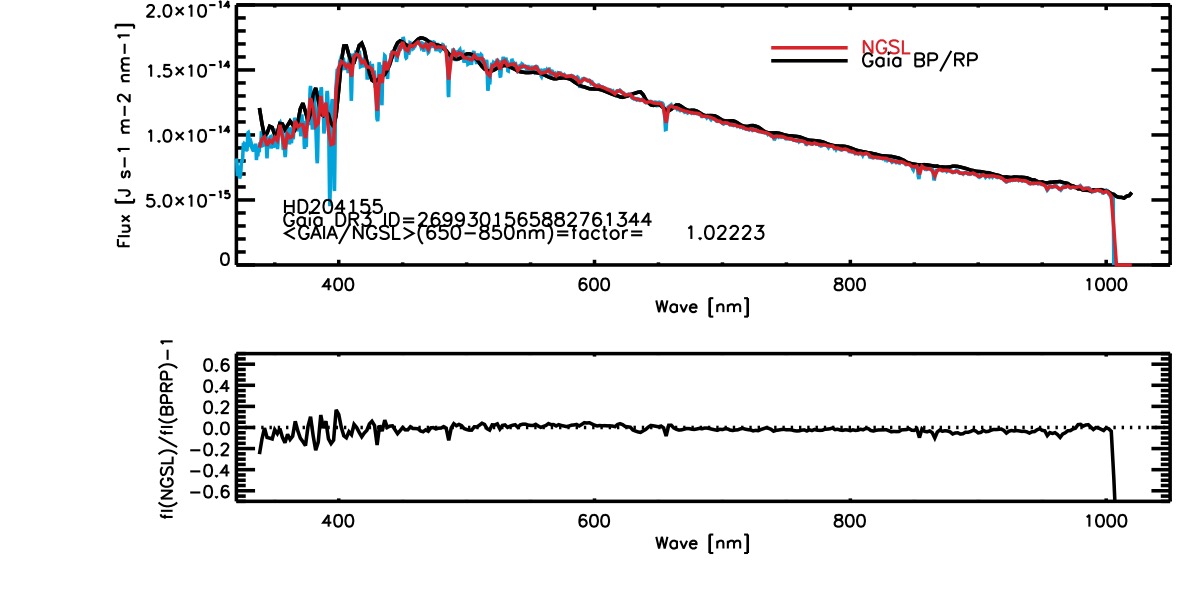 2.0×10⁻¹⁴
1.5×10⁻¹⁴
1.0×10⁻¹⁴
5.0×10⁻¹⁵
0
Flux [J s−1 m−2 nm−1]
NGSL
Gaia BP/RP
HD204155
Gaia DR3 ID=2699301565882761344
<GAIA/NGSL>(650−850nm)=factor= 1.02223
400 600 800 1000
Wave [nm]
fl(NGSL)/fl(BPRP)−1
0.6
0.4
0.2
0.0
−0.2
−0.4
−0.6
400 600 800 1000
Wave [nm]